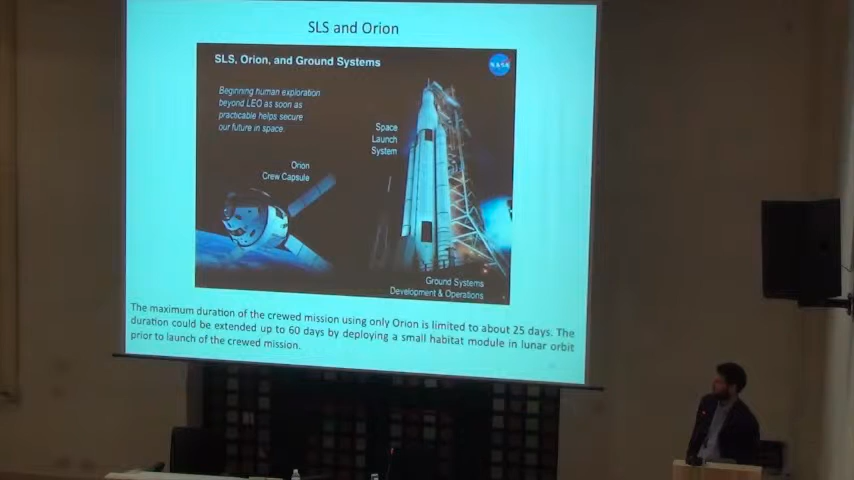 SLS and Orion
SLS, Orion, and Ground Systems
NASA
Beginning human exploration
beyond LEO as soon as
practicable helps secure
our future in space.
Space
Launch
System
Orion
Crew Capsule
Ground Systems
Development & Operations
The maximum duration of the crewed mission using only Orion is limited to about 25 days. The
duration could be extended up to 60 days by deploying a small habitat module in lunar orbit
prior to launch of the crewed mission.